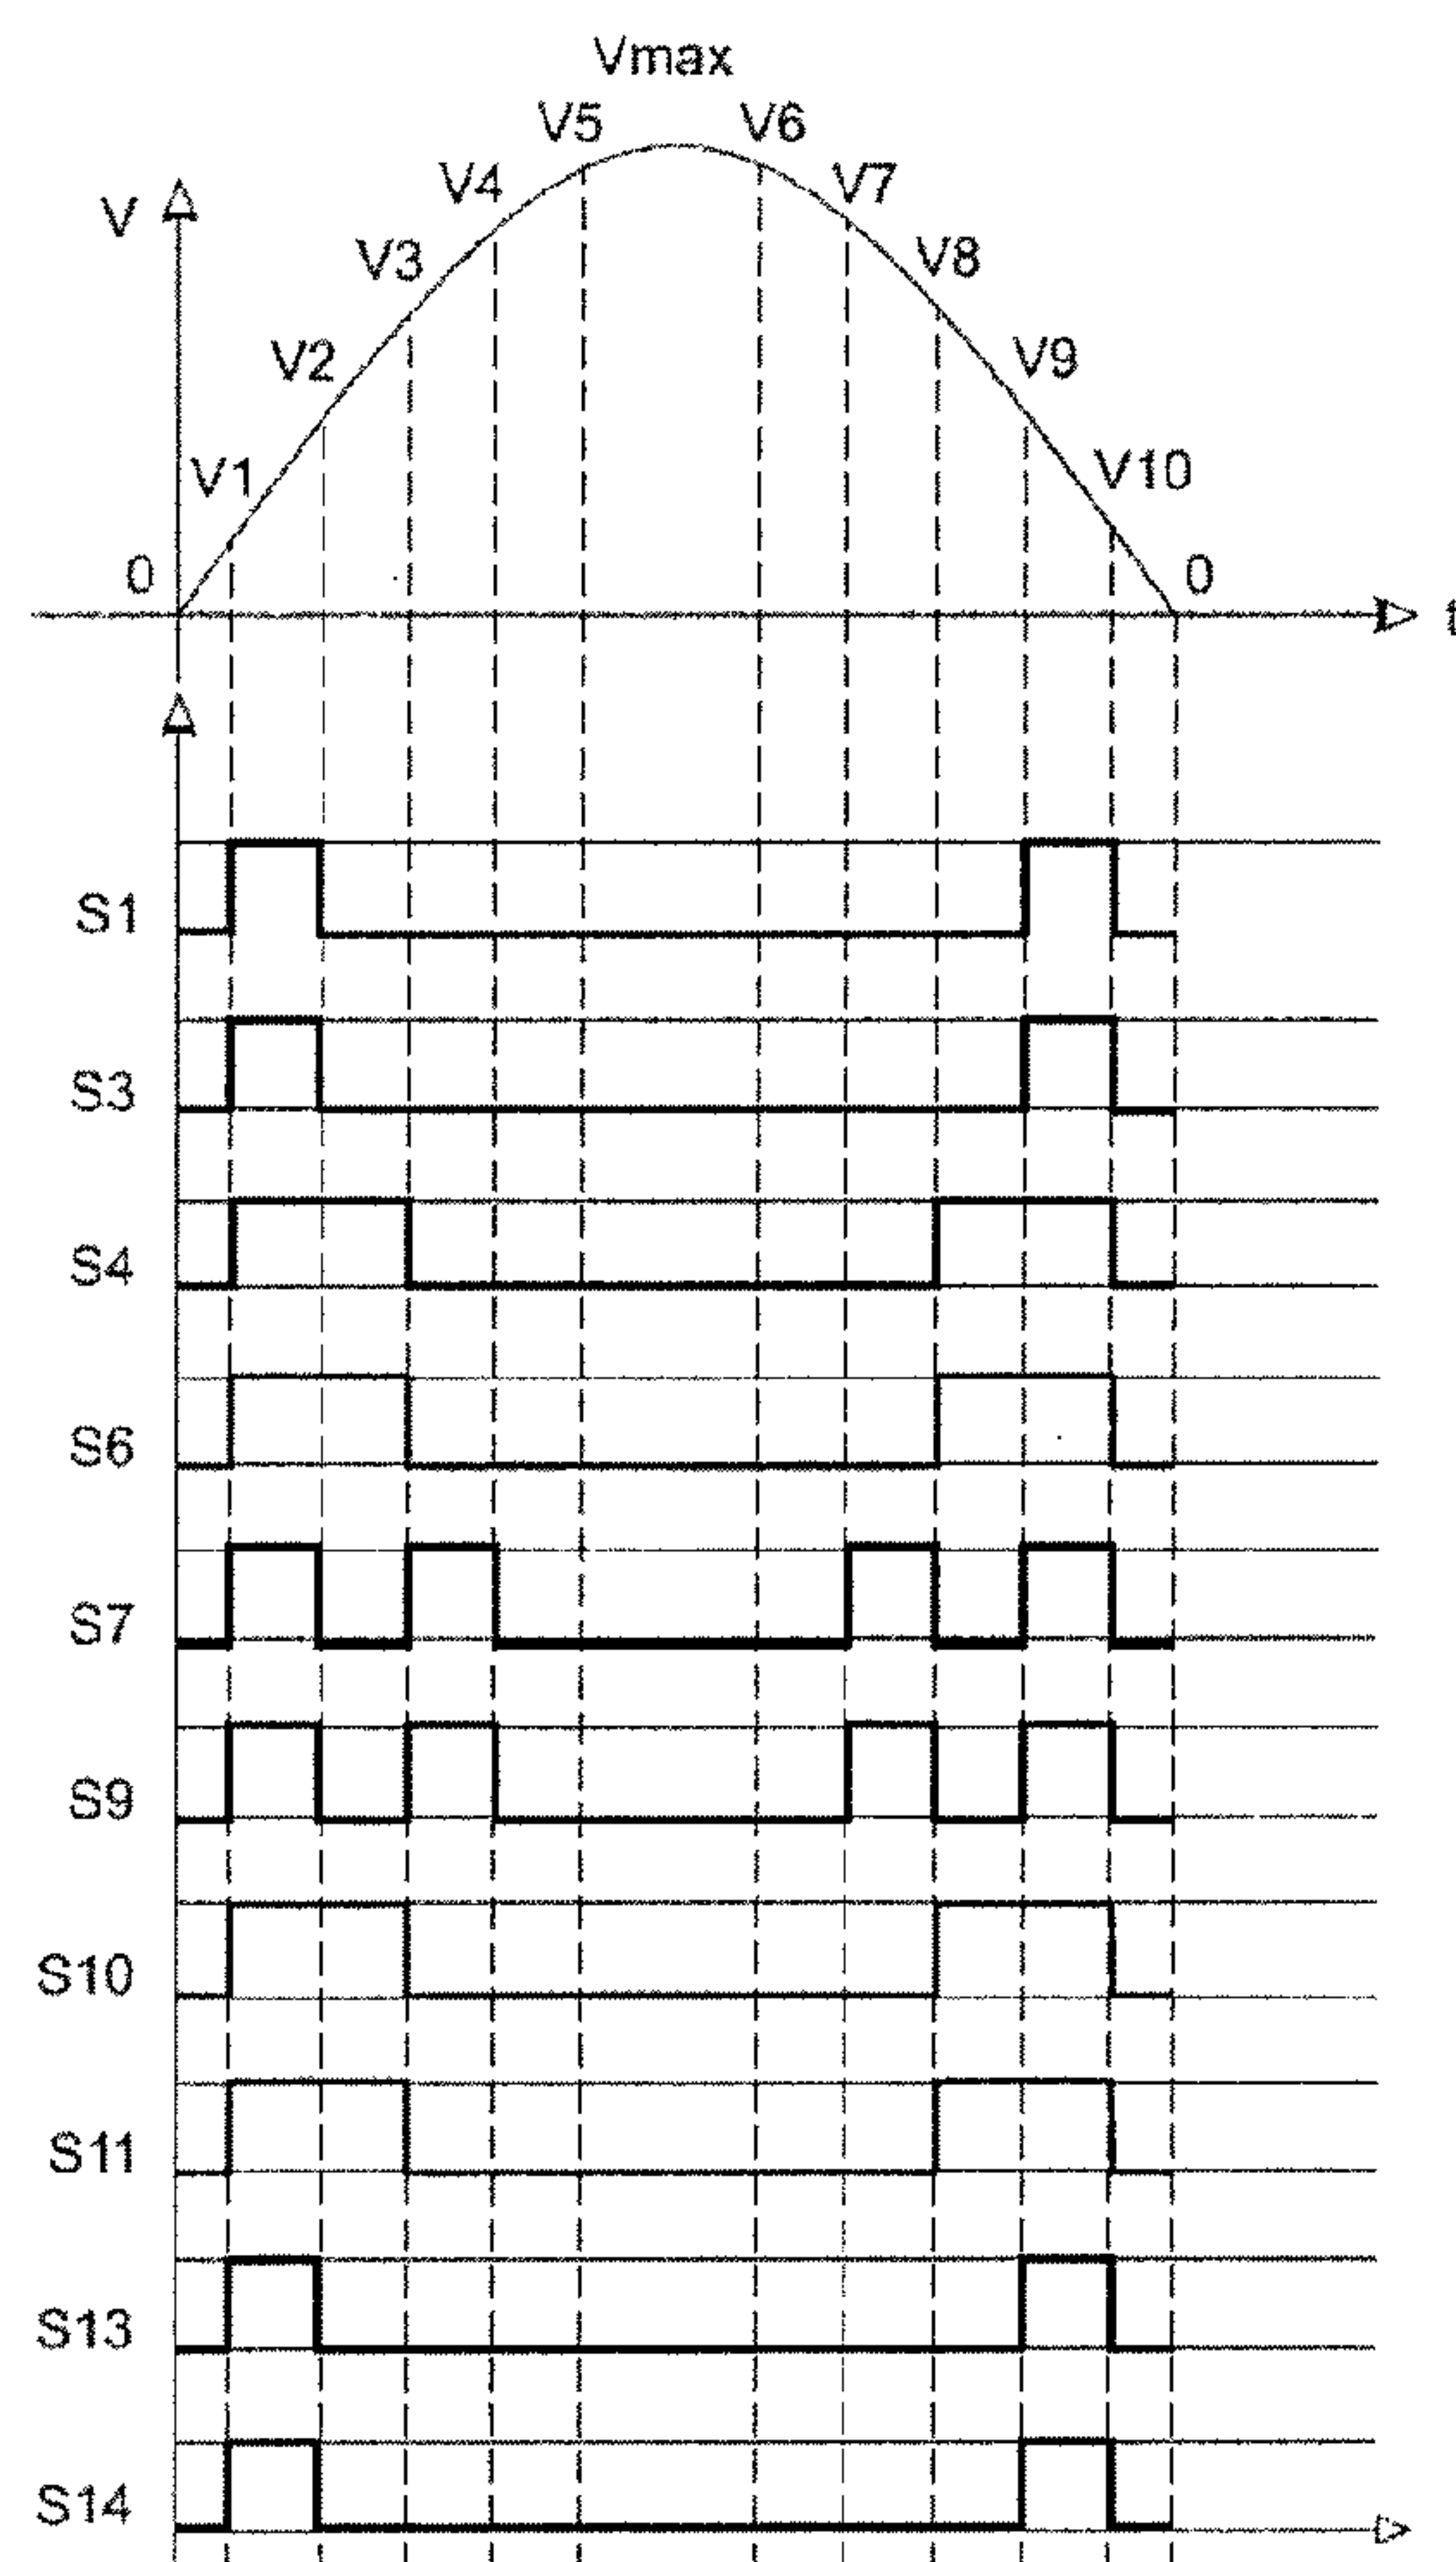 Vmax
V5 V6
V4 V7
V
V3 V8
V2 V9
V1 V10
0 0
t
S1
S3
S4
S6
S7
S9
S10
S11
S13
S14